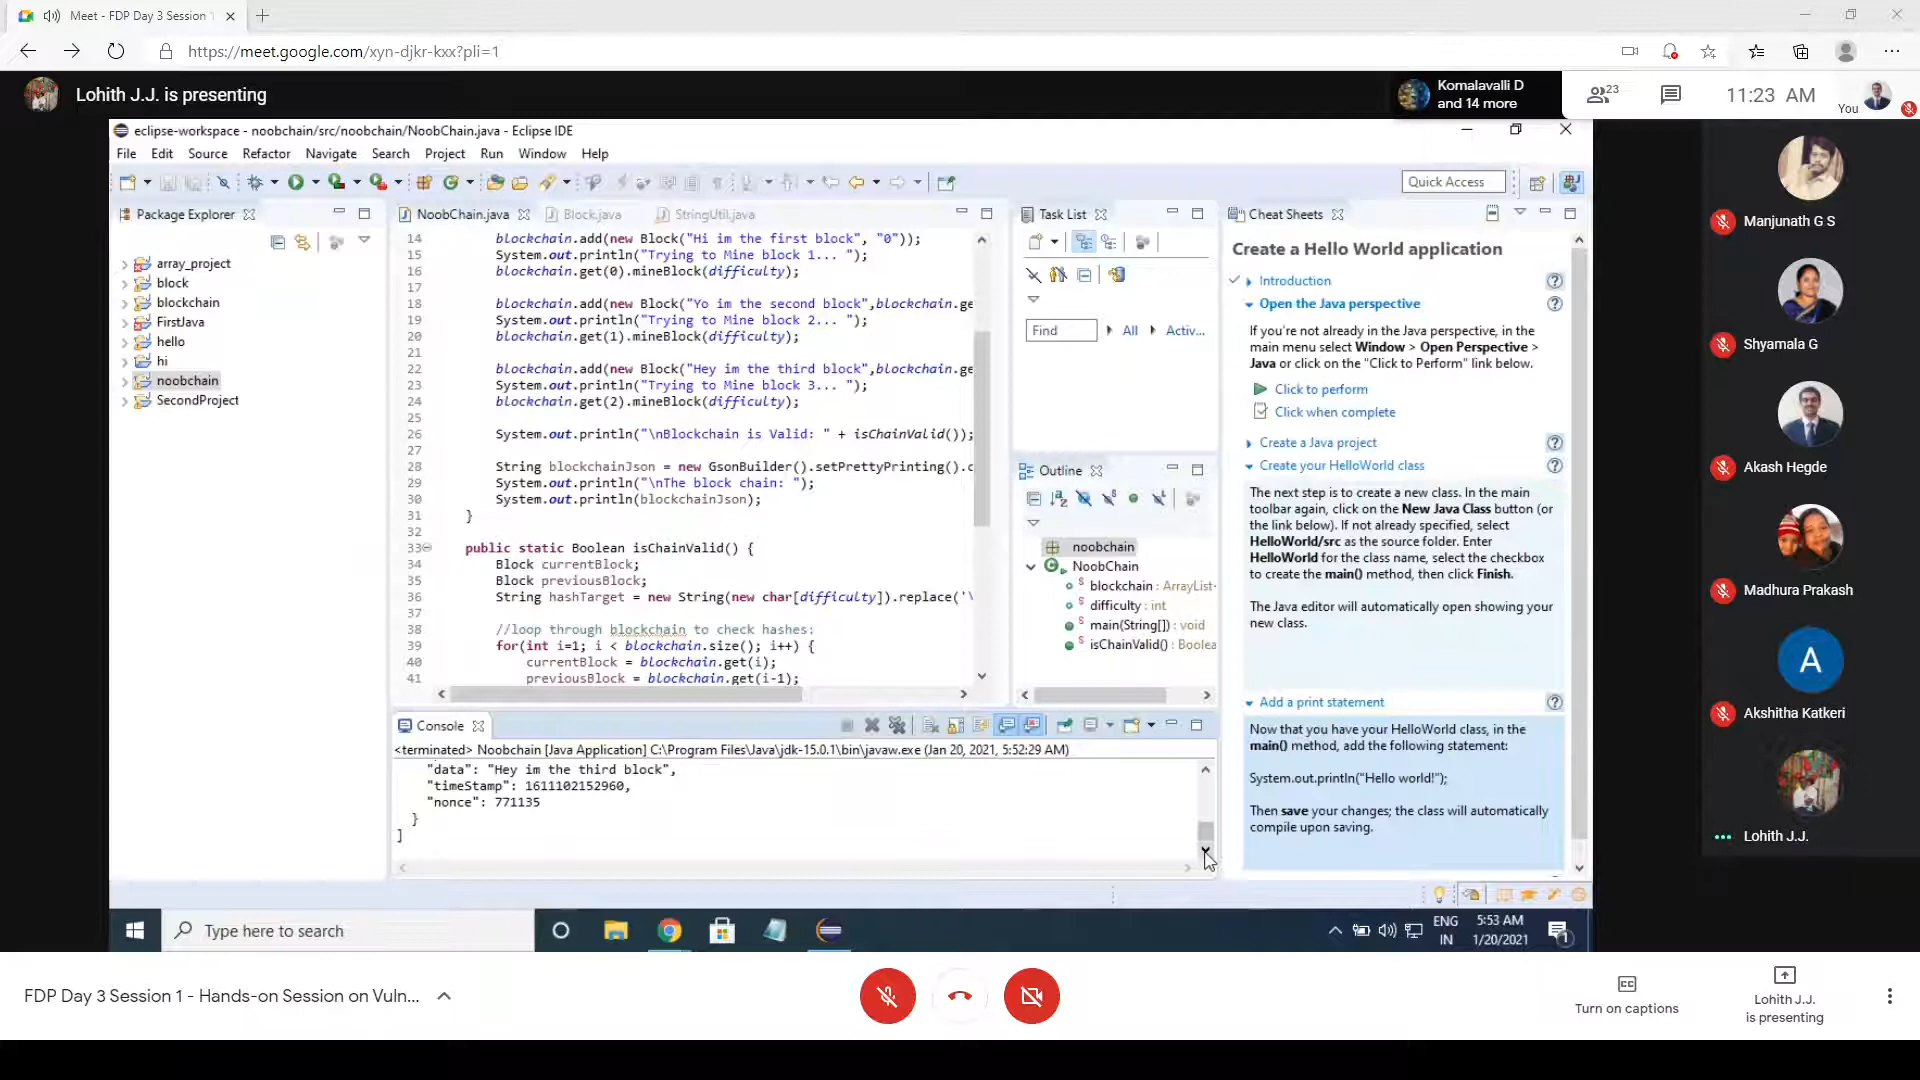 Meet - FDP Day 3 Session 1
https://meet.google.com/xyn-djkr-kxx?pli=1
Lohith J.J. is presenting
Komalavalli D
and 14 more
23
11:23 AM
You
eclipse-workspace - noobchain/src/noobchain/NoobChain.java - Eclipse IDE
File Edit Source Refactor Navigate Search Project Run Window Help
Quick Access
Package Explorer
array_project
block
blockchain
FirstJava
hello
hi
noobchain
SecondProject
NoobChain.java Block.java StringUtil.java
14 blockchain.add(new Block("Hi im the first block", "0"));
15 System.out.println("Trying to Mine block 1... ");
16 blockchain.get(0).mineBlock(difficulty);
17
18 blockchain.add(new Block("Yo im the second block",blockchain.ge
19 System.out.println("Trying to Mine block 2... ");
20 blockchain.get(1).mineBlock(difficulty);
21
22 blockchain.add(new Block("Hey im the third block",blockchain.ge
23 System.out.println("Trying to Mine block 3... ");
24 blockchain.get(2).mineBlock(difficulty);
25
26 System.out.println("\nBlockchain is Valid: " + isChainValid());
27
28 String blockchainJson = new GsonBuilder().setPrettyPrinting().c
29 System.out.println("\nThe block chain: ");
30 System.out.println(blockchainJson);
31 }
32
33 public static Boolean isChainValid() {
34 Block currentBlock;
35 Block previousBlock;
36 String hashTarget = new String(new char[difficulty]).replace('\
37
38 //loop through blockchain to check hashes:
39 for(int i=1; i < blockchain.size(); i++) {
40 currentBlock = blockchain.get(i);
41 previousBlock = blockchain.get(i-1);
Task List
Find All Activ...
Outline
noobchain
NoobChain
blockchain : ArrayList
difficulty : int
main(String[]) : void
isChainValid() : Boolea
Cheat Sheets
Create a Hello World application
Introduction
Open the Java perspective
If you're not already in the Java perspective, in the
main menu select Window > Open Perspective >
Java or click on the "Click to Perform" link below.
Click to perform
Click when complete
Create a Java project
Create your HelloWorld class
The next step is to create a new class. In the main
toolbar again, click on the New Java Class button (or
the link below). If not already specified, select
HelloWorld/src as the source folder. Enter
HelloWorld for the class name, select the checkbox
to create the main() method, then click Finish.
The Java editor will automatically open showing your
new class.
Add a print statement
Now that you have your HelloWorld class, in the
main() method, add the following statement:
System.out.println("Hello world!");
Then save your changes; the class will automatically
compile upon saving.
Console
<terminated> Noobchain [Java Application] C:\Program Files\Java\jdk-15.0.1\bin\javaw.exe (Jan 20, 2021, 5:52:29 AM)
"data": "Hey im the third block",
"timeStamp": 1611102152960,
"nonce": 771135
}
]
Type here to search
ENG
IN
5:53 AM
1/20/2021
1
Manjunath G S
Shyamala G
Akash Hegde
Madhura Prakash
A
Akshitha Katkeri
Lohith J.J.
FDP Day 3 Session 1 - Hands-on Session on Vuln...
Turn on captions
Lohith J.J.
is presenting